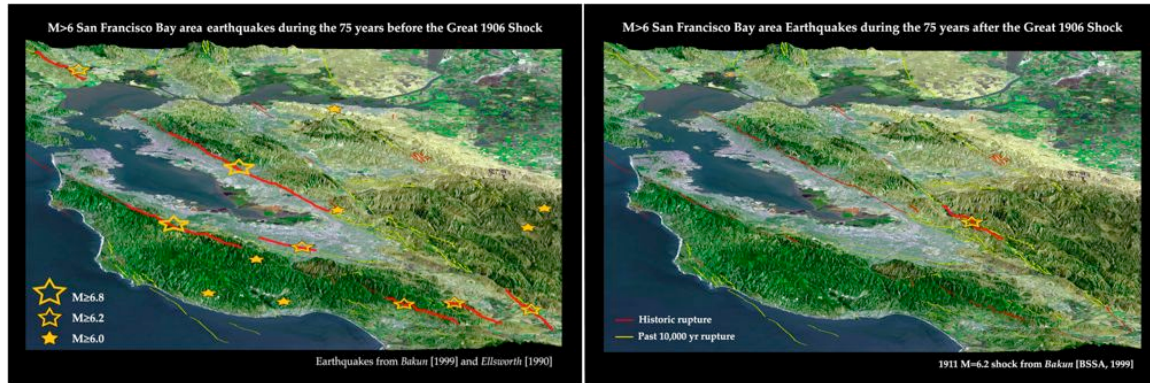 M>6 San Francisco Bay area earthquakes during the 75 years before the Great 1906 Shock
M≥6.8
M≥6.2
M≥6.0
Earthquakes from Bakun [1999] and Ellsworth [1990]
M>6 San Francisco Bay area Earthquakes during the 75 years after the Great 1906 Shock
Historic rupture
Past 10,000 yr rupture
1911 M=6.2 shock from Bakun [BSSA, 1999]